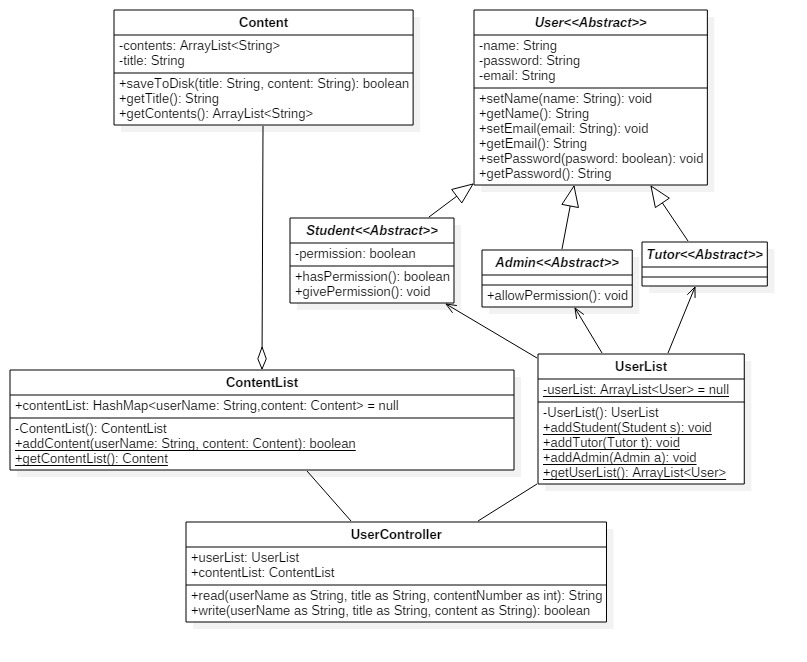 Content
-contents: ArrayList<String>
-title: String
+saveToDisk(title: String, content: String): boolean
+getTitle(): String
+getContents(): ArrayList<String>
User<<Abstract>>
-name: String
-password: String
-email: String
+setName(name: String): void
+getName(): String
+setEmail(email: String): void
+getEmail(): String
+setPassword(pasword: boolean): void
+getPassword(): String
Student<<Abstract>>
-permission: boolean
+hasPermission(): boolean
+givePermission(): void
Admin<<Abstract>>
+allowPermission(): void
Tutor<<Abstract>>
ContentList
+contentList: HashMap<userName: String,content: Content> = null
-ContentList(): ContentList
+addContent(userName: String, content: Content): boolean
+getContentList(): Content
UserList
-userList: ArrayList<User> = null
-UserList(): UserList
+addStudent(Student s): void
+addTutor(Tutor t): void
+addAdmin(Admin a): void
+getUserList(): ArrayList<User>
UserController
+userList: UserList
+contentList: ContentList
+read(userName as String, title as String, contentNumber as int): String
+write(userName as String, title as String, content as String): boolean